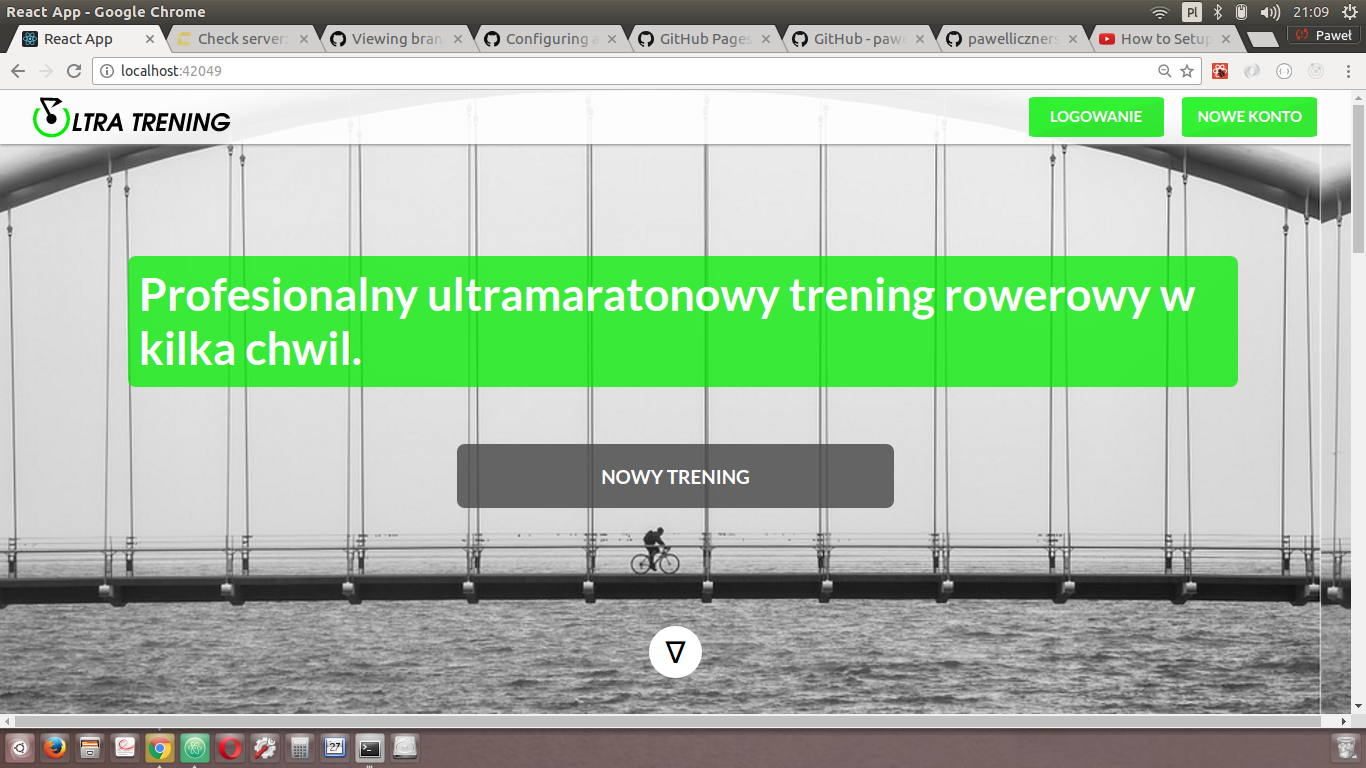 React App - Google Chrome
Pl
21:09
React App
Check server:
Viewing bran
Configuring a
GitHub Pages
GitHub - pawe
pawelliczners
How to Setup
Paweł
localhost:42049
LTRA TRENING
LOGOWANIE
NOWE KONTO
Profesionalny ultramaratonowy trening rowerowy w
kilka chwil.
NOWY TRENING
∇
27